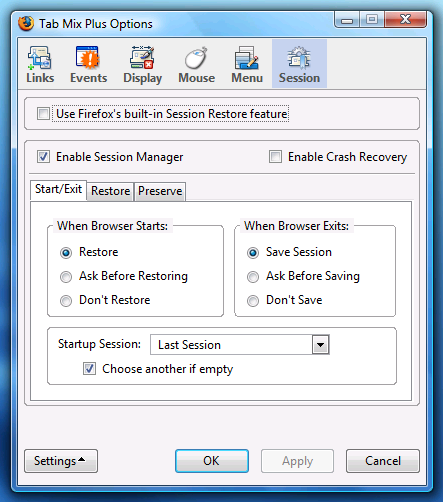 Tab Mix Plus Options
Links Events Display Mouse Menu Session
Use Firefox's built-in Session Restore feature
Enable Session Manager Enable Crash Recovery
Start/Exit Restore Preserve
When Browser Starts: When Browser Exits:
Restore Save Session
Ask Before Restoring Ask Before Saving
Don't Restore Don't Save
Startup Session: Last Session
Choose another if empty
Settings OK Apply Cancel